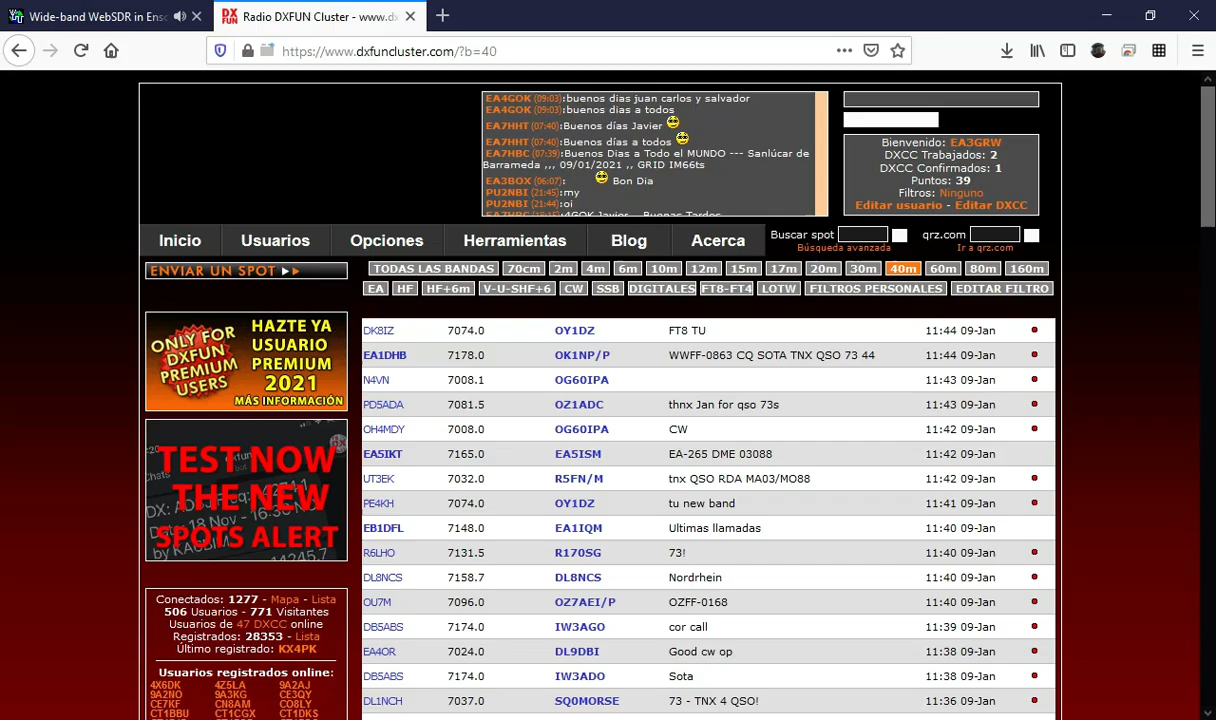 Wide-band WebSDR in Ensc
Radio DXFUN Cluster - www.dx
https://www.dxfuncluster.com/?b=40
EA4GOK (09:03):buenos dias juan carlos y salvador
EA4GOK (09:03):buenos dias a todos
EA7HHT (07:40):Buenos días Javier
EA7HHT (07:40):Buenos días a todos
EA7HBC (07:39):Buenos Dias a Todo el MUNDO --- Sanlúcar de
Barrameda ,,, 09/01/2021 ,, GRID IM66ts
EA3BOX (06:07): Bon Dia
PU2NBI (21:45):my
PU2NBI (21:44):oi
Bienvenido: EA3GRW
DXCC Trabajados: 2
DXCC Confirmados: 1
Puntos: 39
Filtros: Ninguno
Editar usuario - Editar DXCC
Inicio Usuarios Opciones Herramientas Blog Acerca
Buscar spot qrz.com
Búsqueda avanzada Ir a qrz.com
ENVIAR UN SPOT
TODAS LAS BANDAS 70cm 2m 4m 6m 10m 12m 15m 17m 20m 30m 40m 60m 80m 160m
EA HF HF+6m V-U-SHF+6 CW SSB DIGITALES FT8-FT4 LOTW FILTROS PERSONALES EDITAR FILTRO
ONLY FOR
DXFUN
PREMIUM
USERS
HAZTE YA
USUARIO
PREMIUM
2021
MÁS INFORMACIÓN
TEST NOW
THE NEW
SPOTS ALERT
DK8IZ 7074.0 OY1DZ FT8 TU 11:44 09-Jan
EA1DHB 7178.0 OK1NP/P WWFF-0863 CQ SOTA TNX QSO 73 44 11:44 09-Jan
N4VN 7008.1 OG60IPA 11:43 09-Jan
PD5ADA 7081.5 OZ1ADC thnx Jan for qso 73s 11:43 09-Jan
OH4MDY 7008.0 OG60IPA CW 11:42 09-Jan
EA5IKT 7165.0 EA5ISM EA-265 DME 03088 11:42 09-Jan
UT3EK 7032.0 R5FN/M tnx QSO RDA MA03/MO88 11:42 09-Jan
PE4KH 7074.0 OY1DZ tu new band 11:41 09-Jan
EB1DFL 7148.0 EA1IQM Ultimas llamadas 11:40 09-Jan
R6LHO 7131.5 R170SG 73! 11:40 09-Jan
DL8NCS 7158.7 DL8NCS Nordrhein 11:40 09-Jan
OU7M 7096.0 OZ7AEI/P OZFF-0168 11:40 09-Jan
DB5ABS 7174.0 IW3AGO cor call 11:39 09-Jan
EA4OR 7024.0 DL9DBI Good cw op 11:38 09-Jan
DB5ABS 7174.0 IW3ADO Sota 11:38 09-Jan
DL1NCH 7037.0 SQ0MORSE 73 - TNX 4 QSO! 11:36 09-Jan
Conectados: 1277 - Mapa - Lista
506 Usuarios - 771 Visitantes
Usuarios de 47 DXCC online
Registrados: 28353 - Lista
Último registrado: KX4PK
Usuarios registrados online:
4X6DK 4Z5LA 9A2AJ
9A2NO 9A3KG CE3QY
CE7KF CN8AM CO8LY
CT1BBU CT1CGX CT1DKS